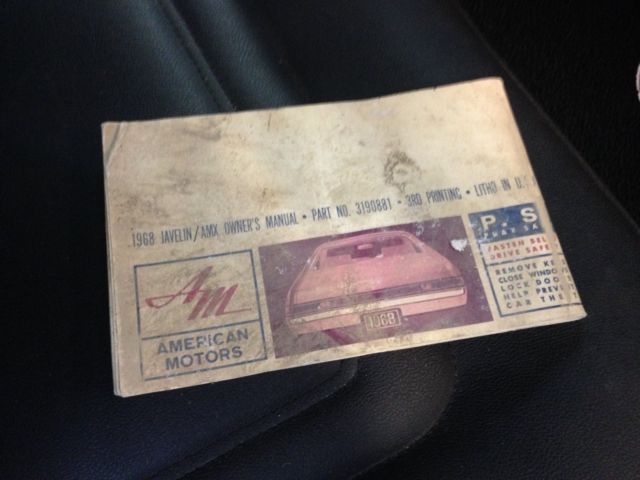 1968 JAVELIN/AMX OWNER'S MANUAL • PART NO. 3190881 • 3RD PRINTING • LITHO IN U.
AM
AMERICAN
MOTORS
1968
P S
FASTEN BEL
DRIVE SAFE
REMOVE KE
CLOSE WINDO
LOCK DOO
HELP PREV
CAR THE